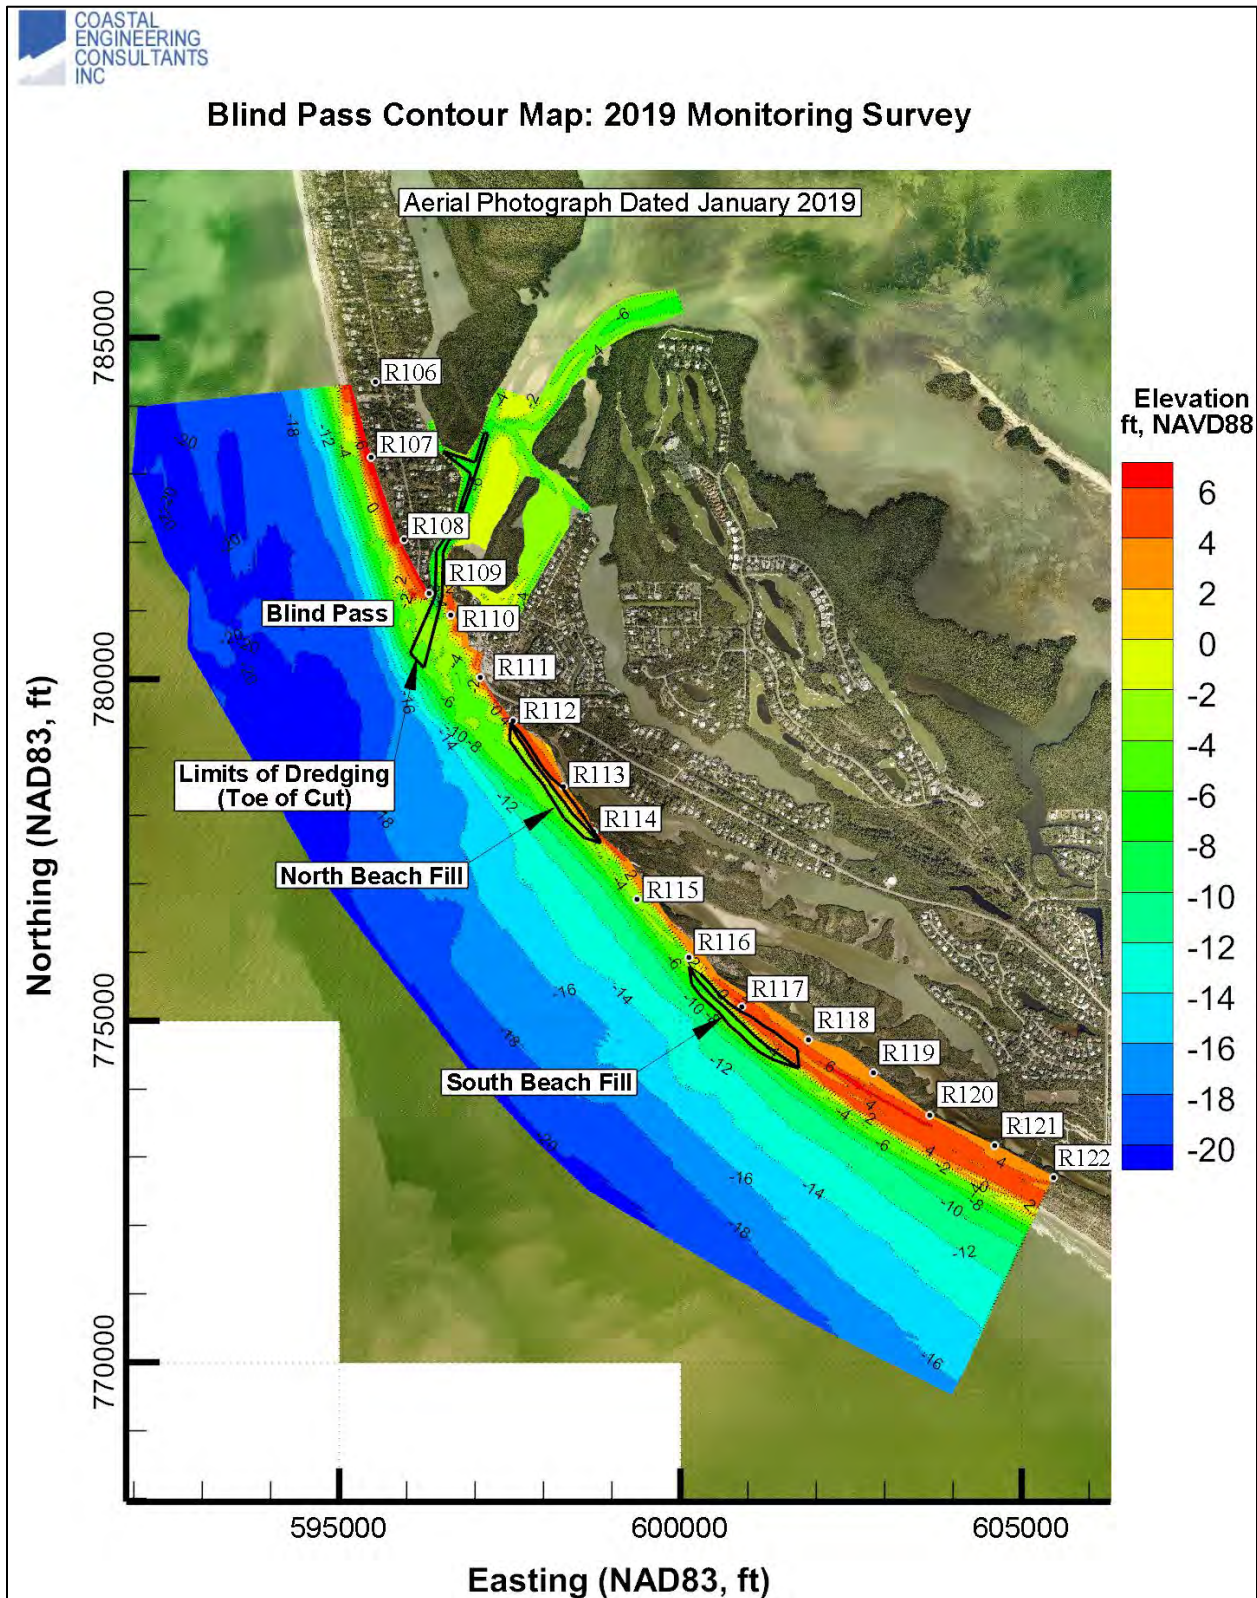 COASTAL
ENGINEERING
CONSULTANTS
INC
Blind Pass Contour Map: 2019 Monitoring Survey
Aerial Photograph Dated January 2019
R106
R107
R108
R109
R110
R111
R112
R113
R114
R115
R116
R117
R118
R119
R120
R121
R122
Blind Pass
Limits of Dredging
(Toe of Cut)
North Beach Fill
South Beach Fill
Elevation
ft, NAVD88
6
4
2
0
-2
-4
-6
-8
-10
-12
-14
-16
-18
-20
785000
780000
775000
770000
Northing (NAD83, ft)
595000
600000
605000
Easting (NAD83, ft)